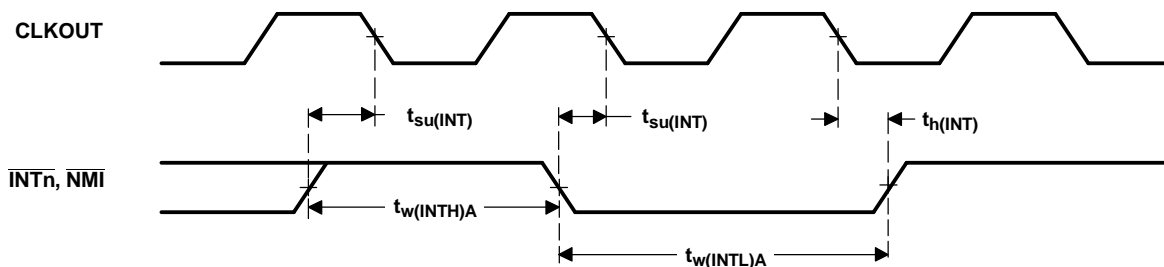 CLKOUT
tsu(INT) tsu(INT) th(INT)
INTn, NMI
tw(INTH)A
tw(INTL)A